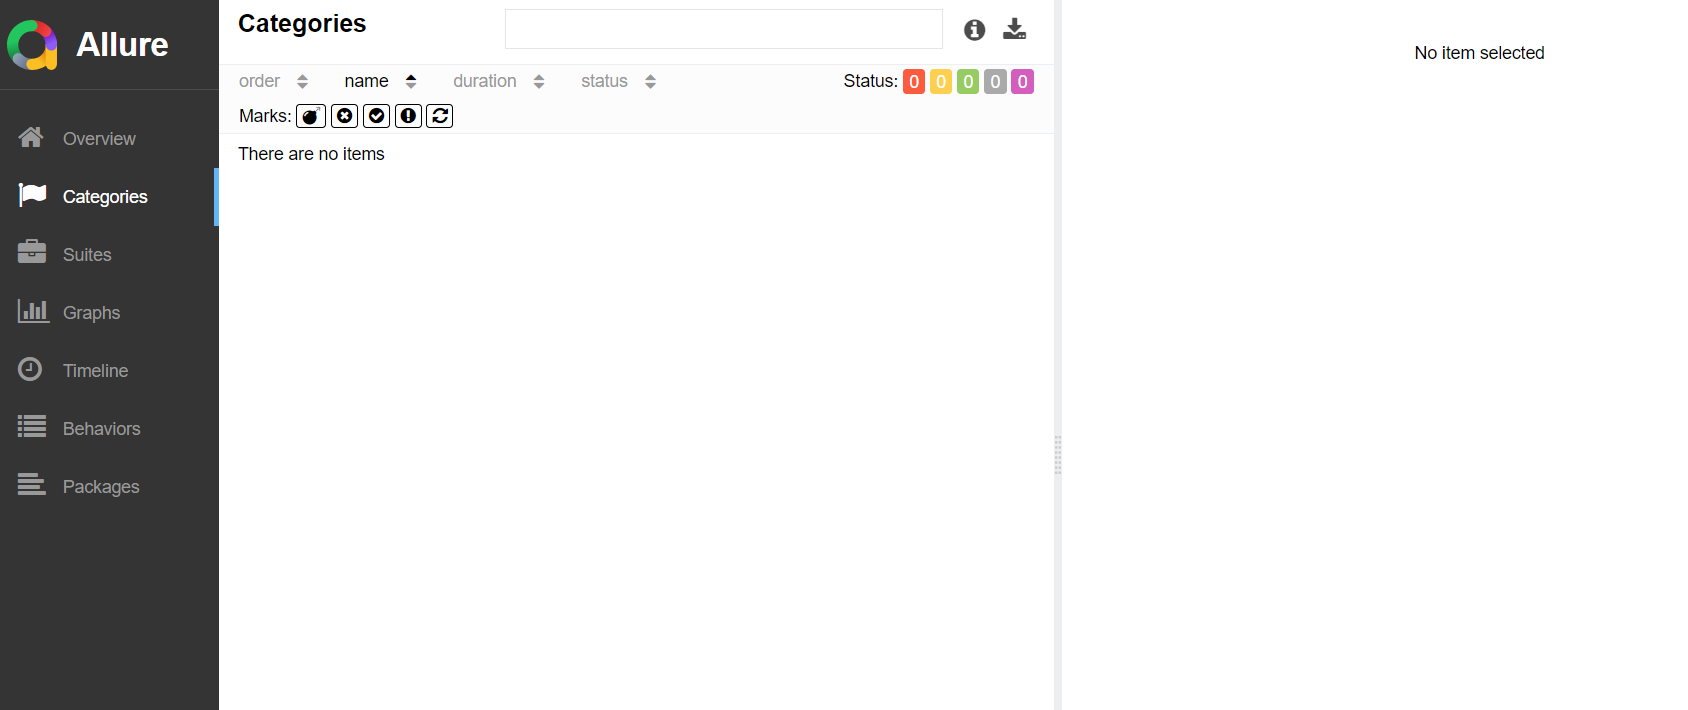 Allure
Overview
Categories
Suites
Graphs
Timeline
Behaviors
Packages
Categories
order name duration status Status: 0 0 0 0 0
Marks:
There are no items
No item selected